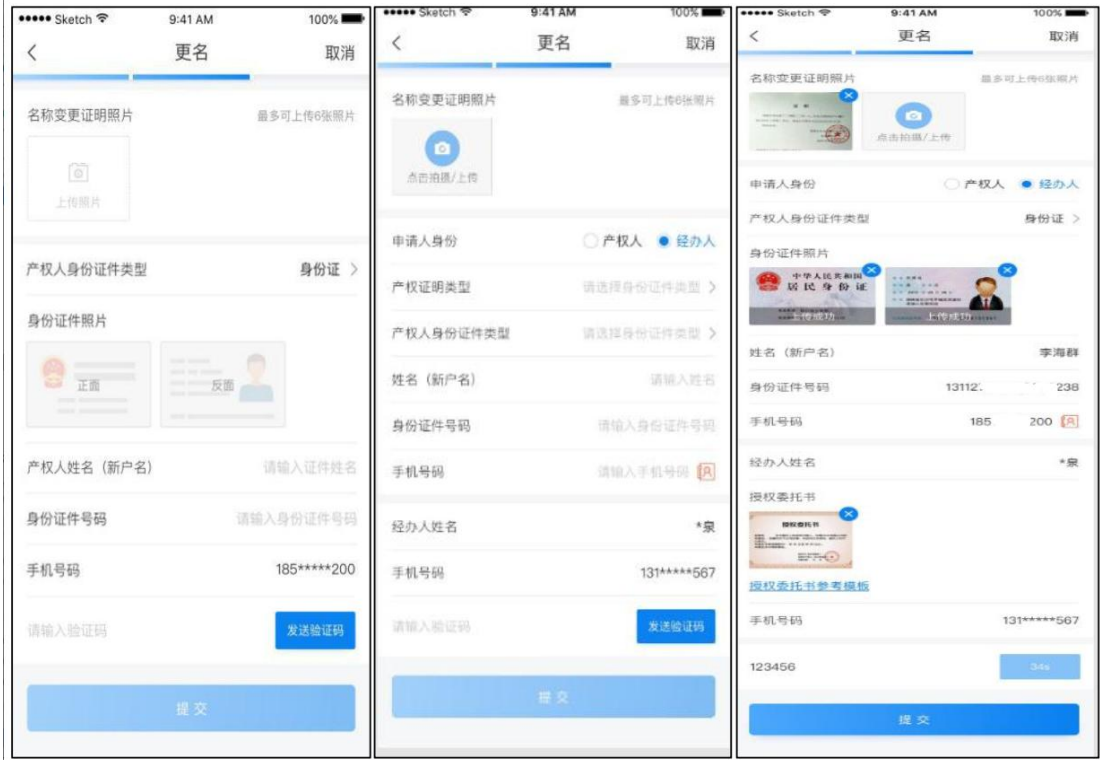 Sketch 9:41 AM 100%
更名 取消
名称变更证明照片 最多可上传6张照片
上传照片
产权人身份证件类型 身份证
身份证件照片
正面 反面
产权人姓名（新户名） 请输入证件姓名
身份证件号码 请输入身份证件号码
手机号码 185*****200
请输入验证码 发送验证码
提交
Sketch 9:41 AM 100%
更名 取消
名称变更证明照片 最多可上传6张照片
点击拍摄/上传
申请人身份 产权人 经办人
产权证明类型 请选择身份证件类型
产权人身份证件类型 请选择身份证件类型
姓名（新户名） 请输入姓名
身份证件号码 请输入身份证件号码
手机号码 请输入手机号码
经办人姓名 *泉
手机号码 131*****567
请输入验证码 发送验证码
提交
Sketch 9:41 AM 100%
更名 取消
名称变更证明照片 最多可上传6张照片
点击拍摄/上传
申请人身份 产权人 经办人
产权人身份证件类型 身份证
身份证件照片
中华人民共和国
居民身份证
上传成功 上传成功
姓名（新户名） 李海群
身份证件号码 13112 238
手机号码 185 200
经办人姓名 *泉
授权委托书
授权委托书
授权委托书参考模板
手机号码 131*****567
123456 34s
提交